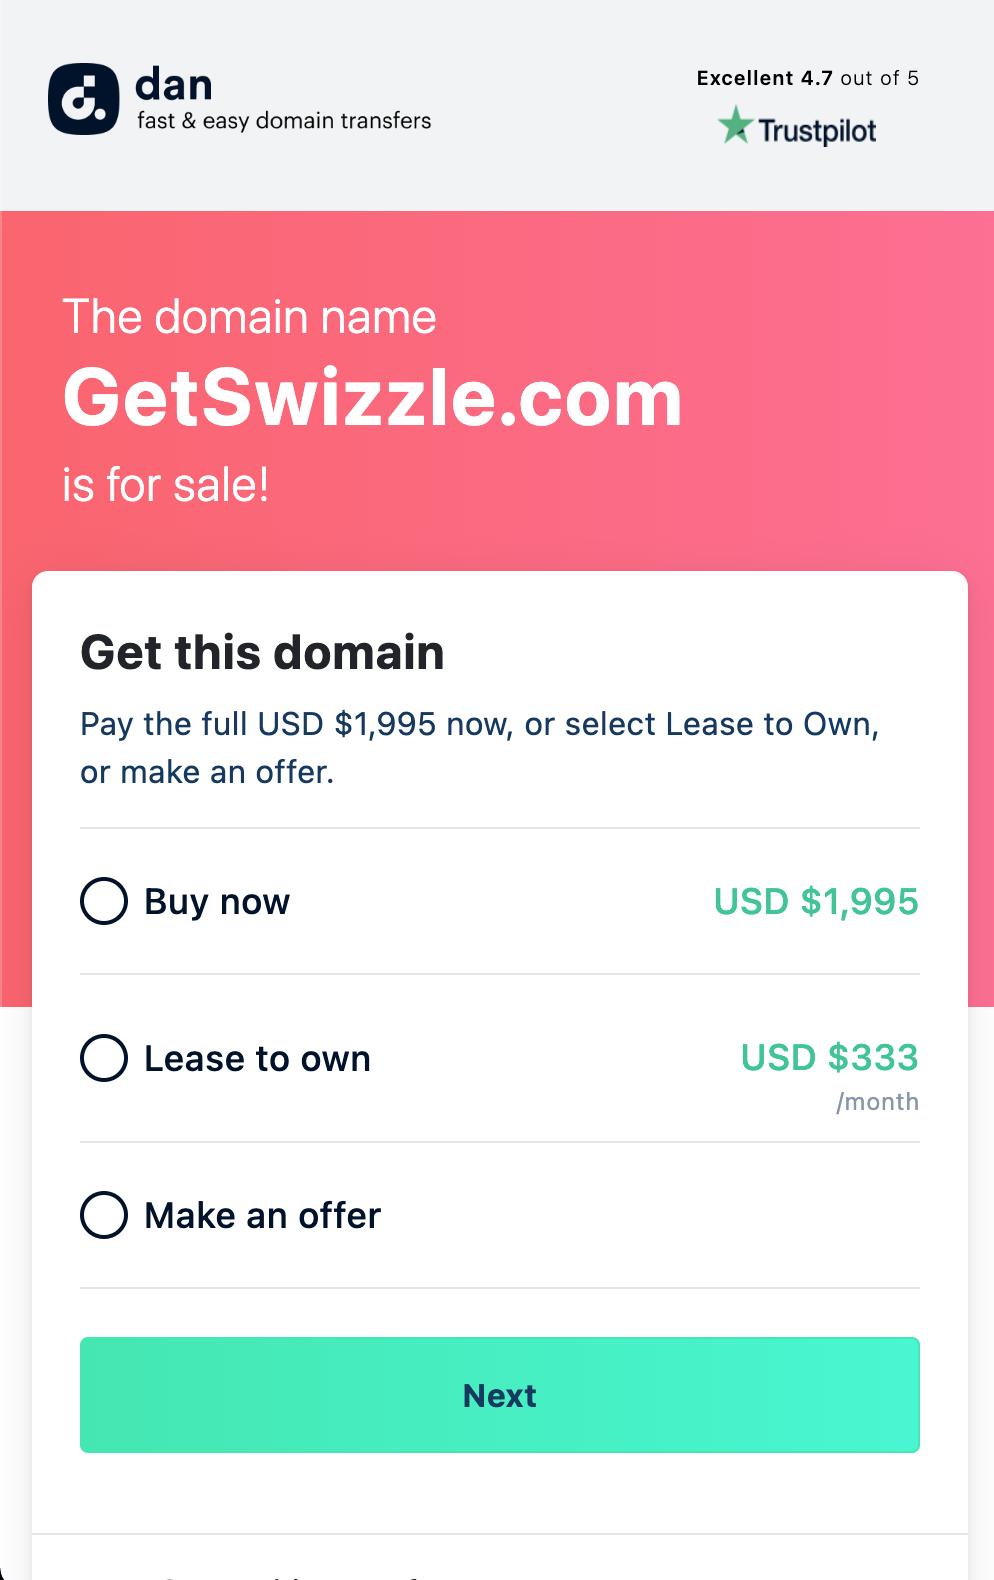 dan
fast & easy domain transfers
Excellent 4.7 out of 5
Trustpilot
The domain name
GetSwizzle.com
is for sale!
Get this domain
Pay the full USD $1,995 now, or select Lease to Own,
or make an offer.
Buy now
USD $1,995
Lease to own
USD $333
/month
Make an offer
Next